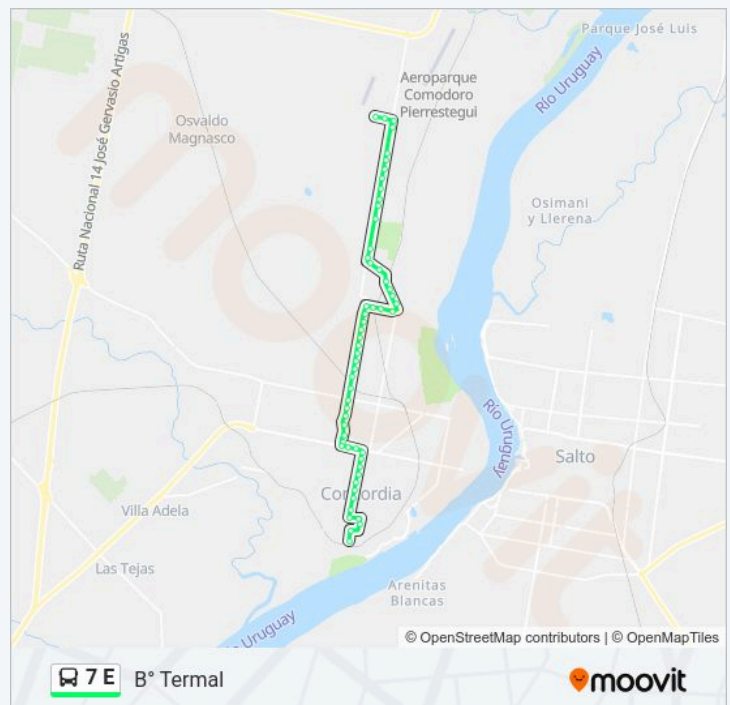 Parque José Luis
Ruta Nacional 14 José Gervasio Artigas
Aeroparque
Comodoro
Pierrestegui
Río Uruguay
Osvaldo
Magnasco
Osimani
y Llerena
Río Uruguay
Salto
Concordia
Villa Adela
Las Tejas
Arenitas
Blancas
Río Uruguay
© OpenStreetMap contributors | © OpenMapTiles
7 E B° Termal
moovit